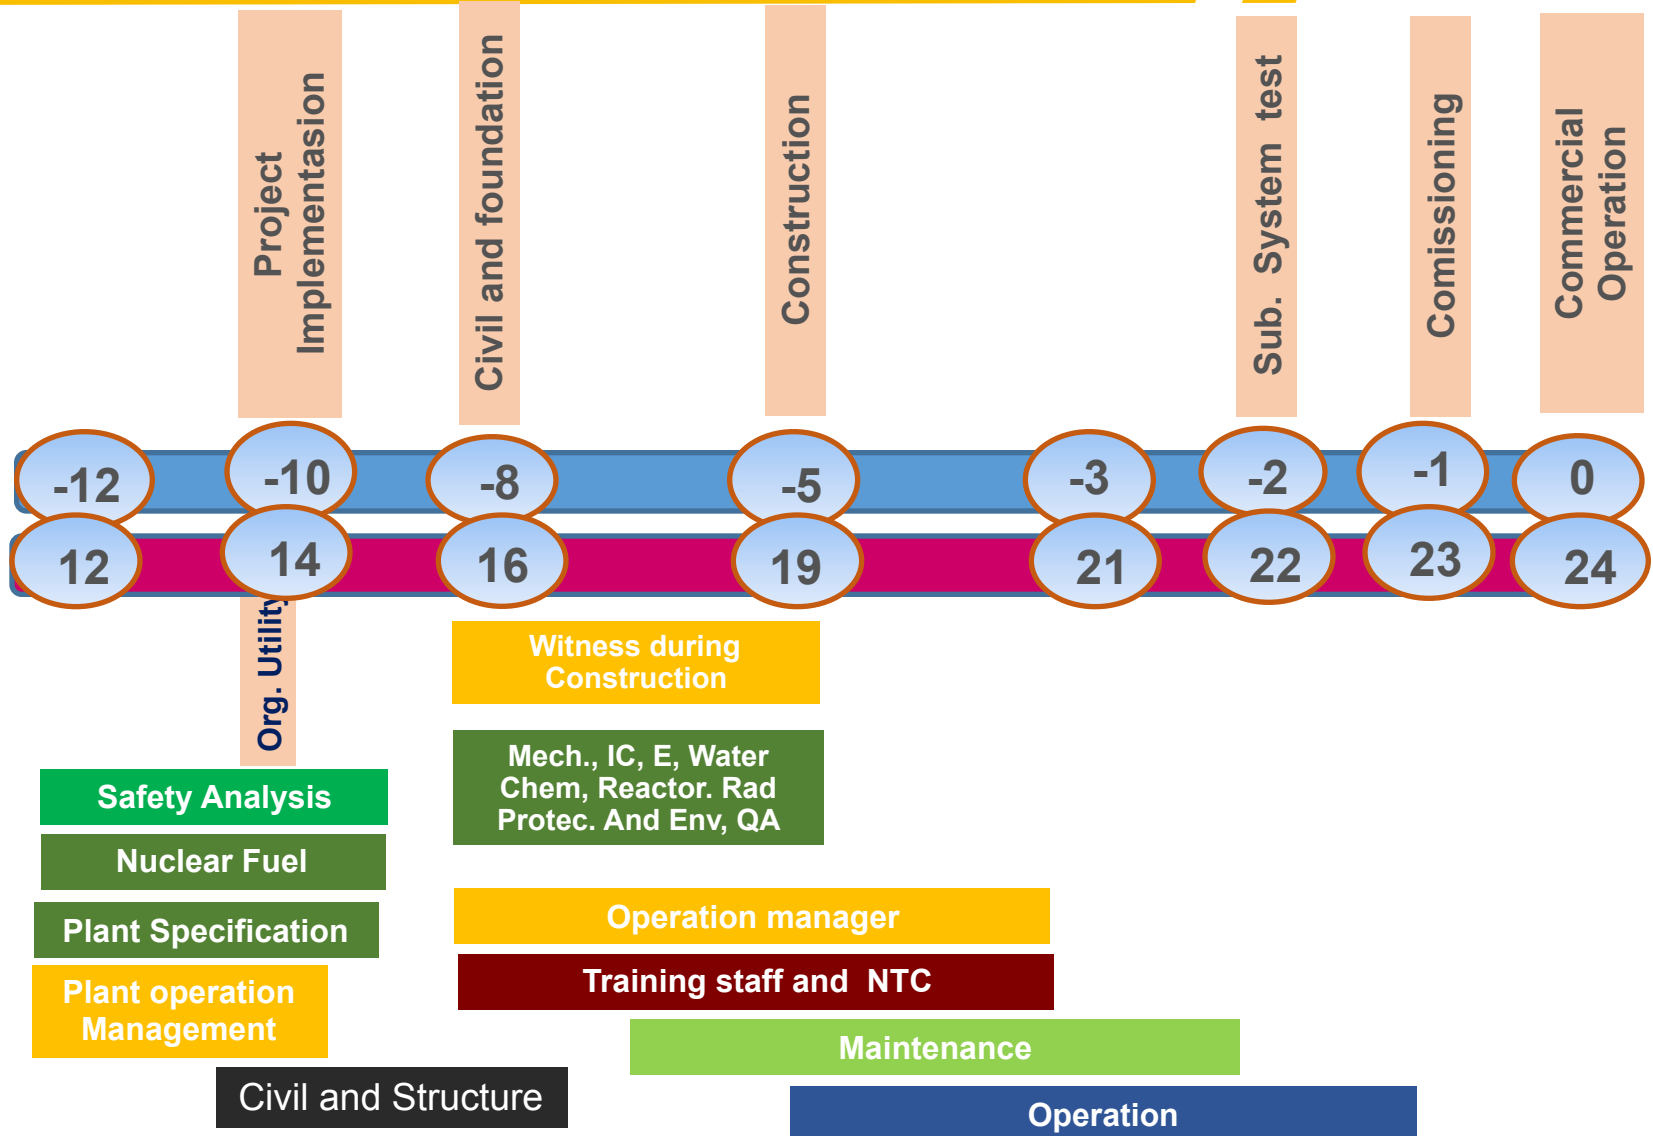 Project
Implementasion
Civil and foundation
Construction
Sub. System test
Comissioning
Commercial
Operation
-12
-10
-8
-5
-3
-2
-1
0
12
14
16
19
21
22
23
24
Org. Utility
Witness during
Construction
Mech., IC, E, Water
Chem, Reactor. Rad
Protec. And Env, QA
Safety Analysis
Nuclear Fuel
Plant Specification
Plant operation
Management
Civil and Structure
Operation manager
Training staff and NTC
Maintenance
Operation